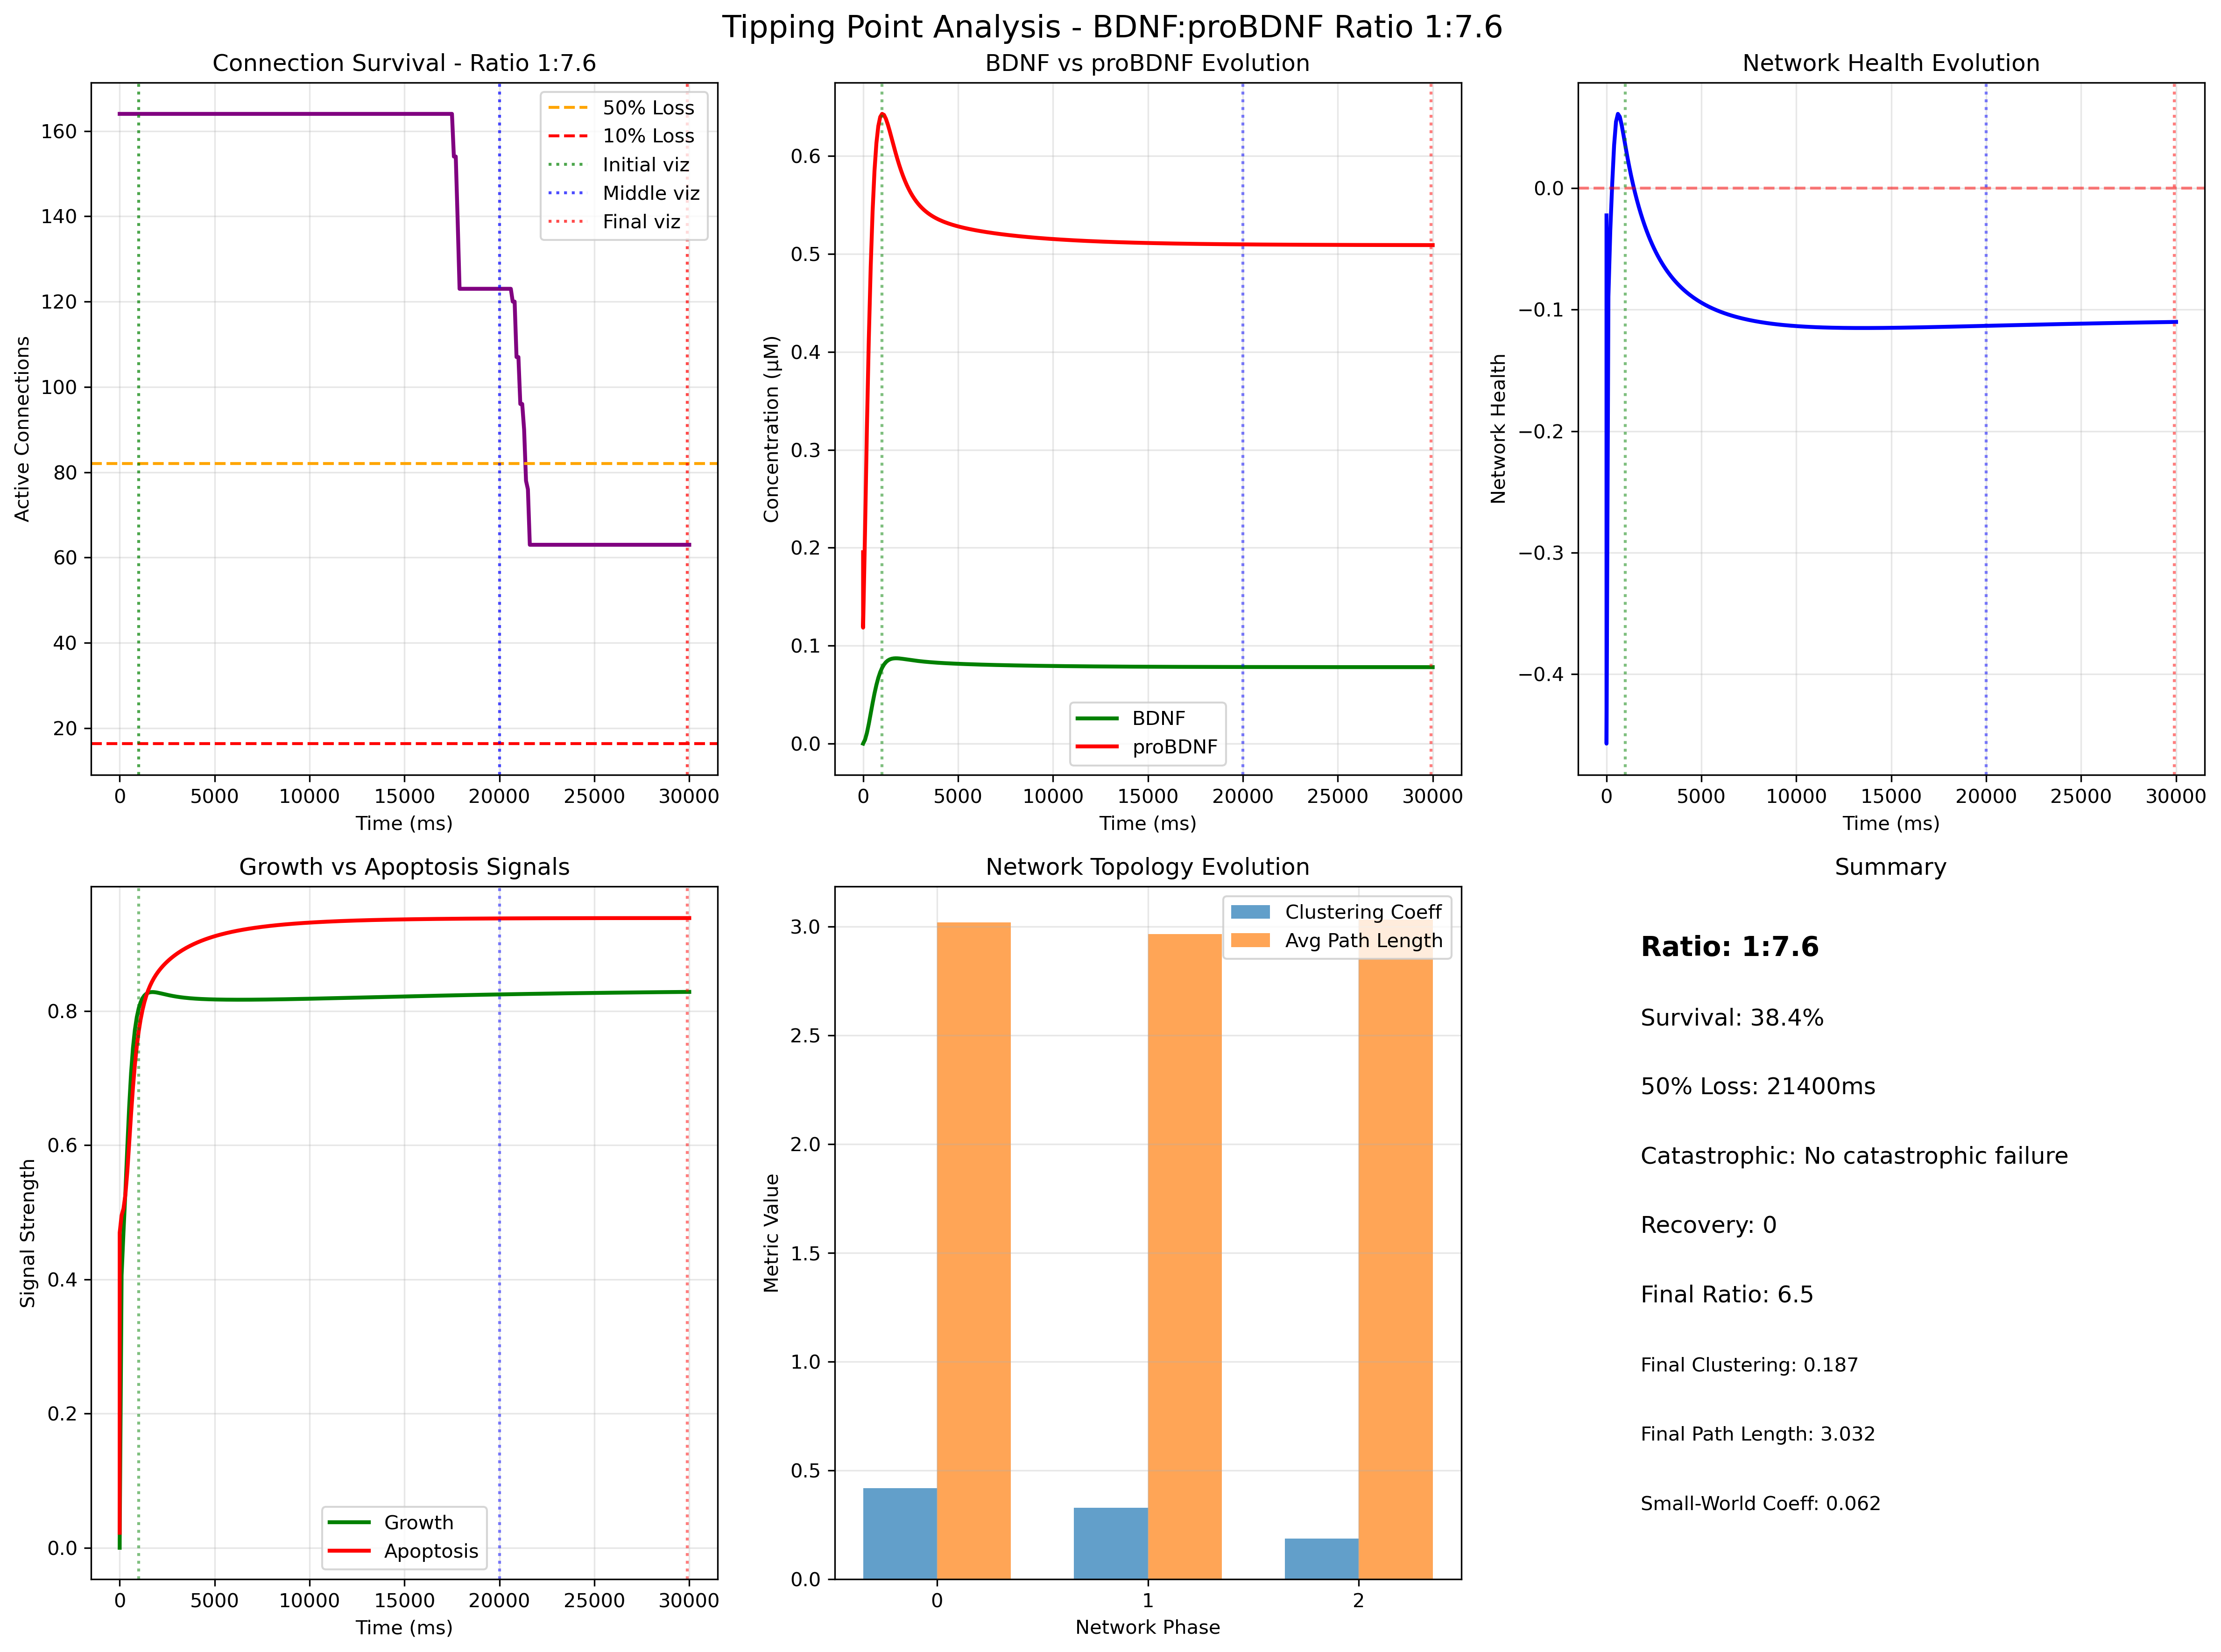 Tipping Point Analysis - BDNF:proBDNF Ratio 1:7.6
Connection Survival - Ratio 1:7.6
Active Connections
160
140
120
100
80
60
40
20
50% Loss
10% Loss
Initial viz
Middle viz
Final viz
0 5000 10000 15000 20000 25000 30000
Time (ms)
BDNF vs proBDNF Evolution
Concentration (μM)
0.6
0.5
0.4
0.3
0.2
0.1
0.0
BDNF
proBDNF
0 5000 10000 15000 20000 25000 30000
Time (ms)
Network Health Evolution
Network Health
0.0
−0.1
−0.2
−0.3
−0.4
0 5000 10000 15000 20000 25000 30000
Time (ms)
Growth vs Apoptosis Signals
Signal Strength
0.8
0.6
0.4
0.2
0.0
Growth
Apoptosis
0 5000 10000 15000 20000 25000 30000
Time (ms)
Network Topology Evolution
Metric Value
3.0
2.5
2.0
1.5
1.0
0.5
0.0
Clustering Coeff
Avg Path Length
0 1 2
Network Phase
Summary
Ratio: 1:7.6
Survival: 38.4%
50% Loss: 21400ms
Catastrophic: No catastrophic failure
Recovery: 0
Final Ratio: 6.5
Final Clustering: 0.187
Final Path Length: 3.032
Small-World Coeff: 0.062